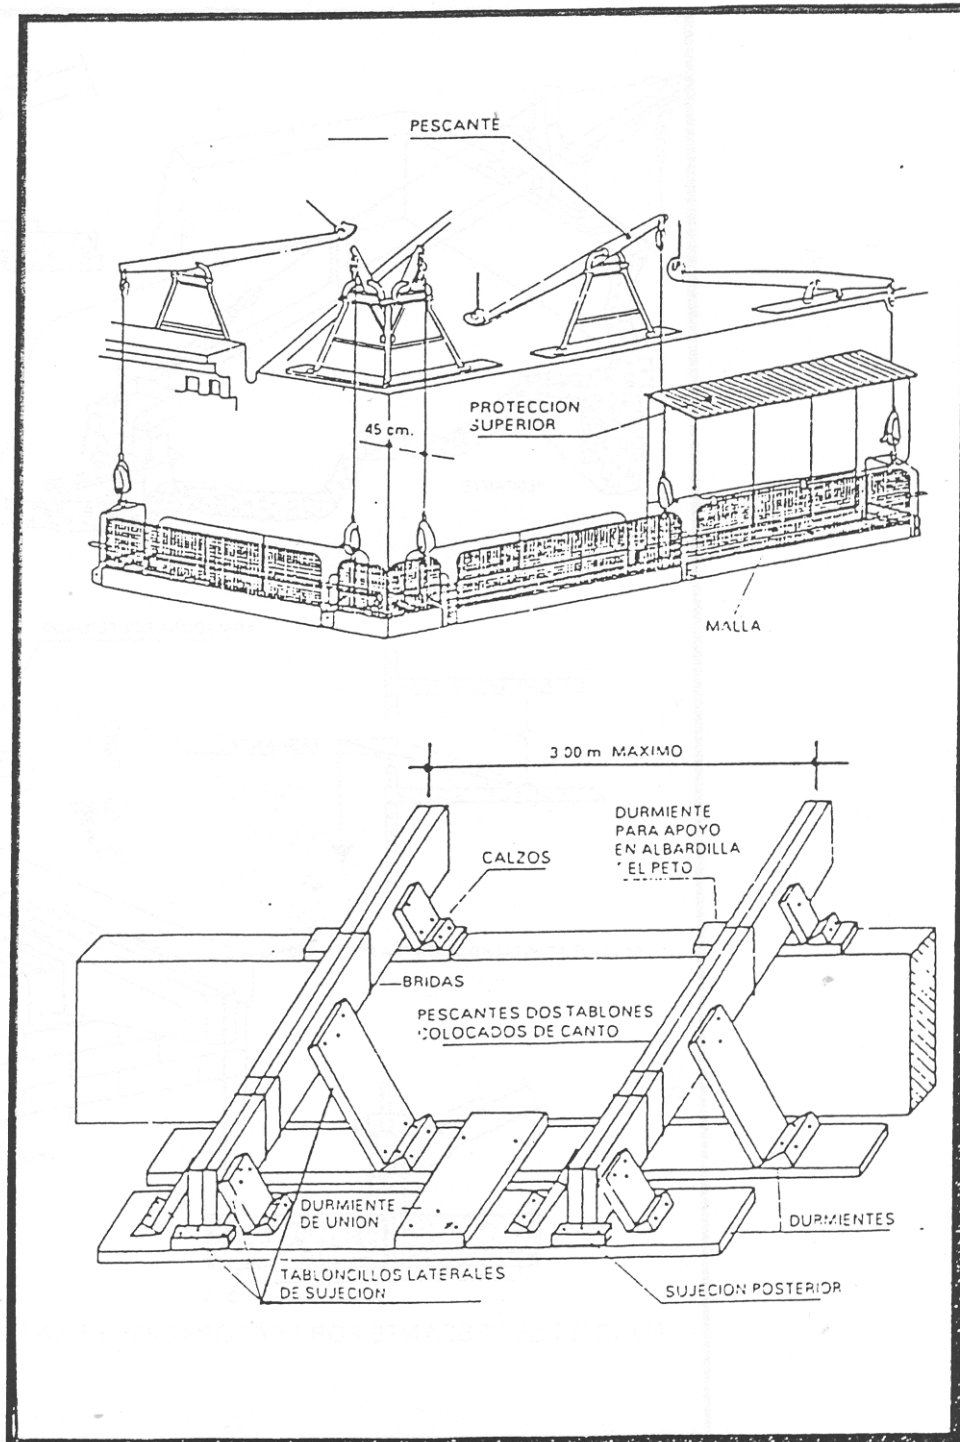 PESCANTE
PROTECCION
SUPERIOR
45 cm.
MALLA
3.00 m MAXIMO
DURMIENTE
PARA APOYO
EN ALBARDILLA
EL PETO
CALZOS
BRIDAS
PESCANTES DOS TABLONES
COLOCADOS DE CANTO
DURMIENTE
DE UNION
DURMIENTES
TABLONCILLOS LATERALES
DE SUJECION
SUJECION POSTERIOR